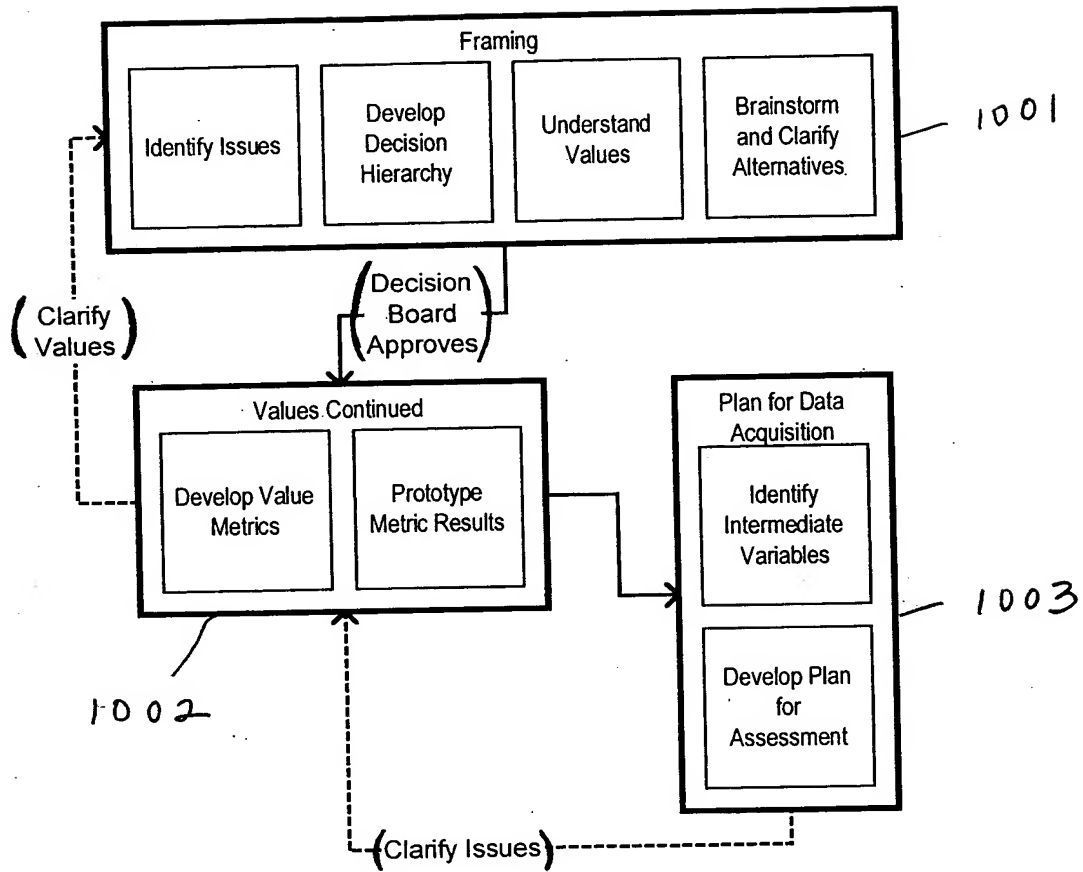 Framing
Identify Issues
Develop
Decision
Hierarchy
Understand
Values
Brainstorm
and Clarify
Alternatives.
1001
(Clarify
Values)
(Decision
Board
Approves)
Values Continued
Develop Value
Metrics
Prototype
Metric Results
1002
Plan for Data
Acquisition
Identify
Intermediate
Variables
Develop Plan
for
Assessment
1003
(Clarify Issues)